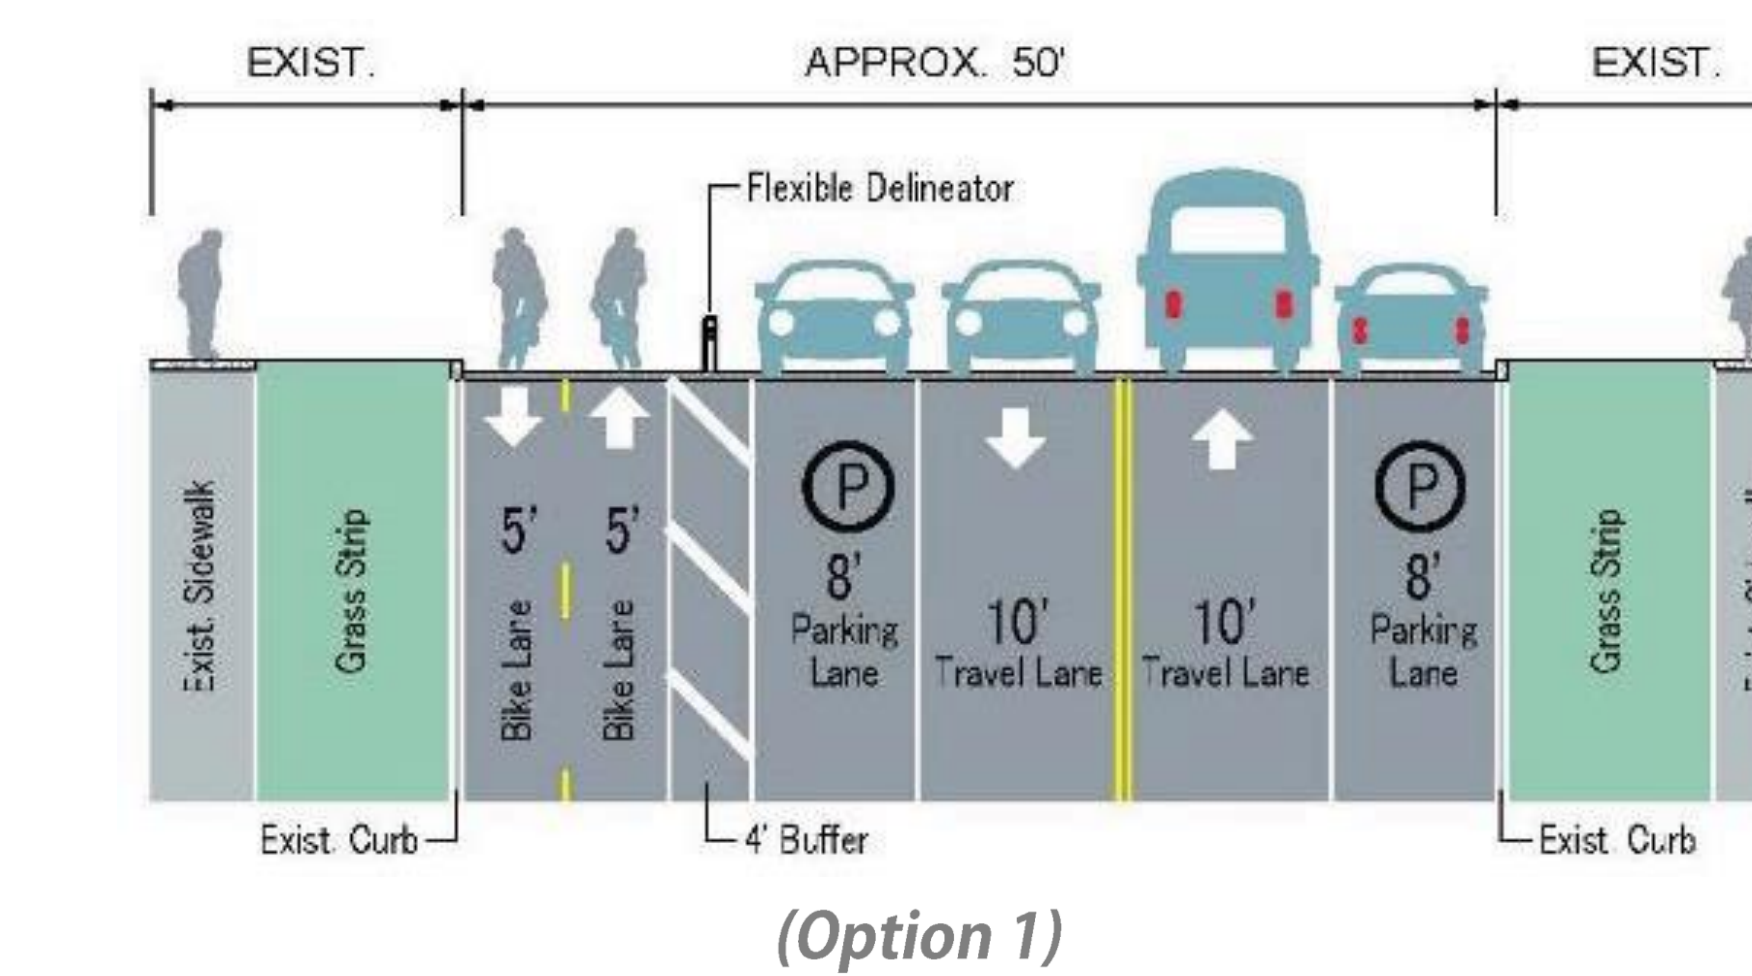 EXIST.
APPROX. 50'
EXIST.
Flexible Delineator
Exist. Sidewalk
Grass Strip
5'
Bike Lane
5'
Bike Lane
P
8'
Parking
Lane
10'
Travel Lane
10'
Travel Lane
P
8'
Parking
Lane
Grass Strip
Exist. Curb
4' Buffer
Exist. Curb
(Option 1)